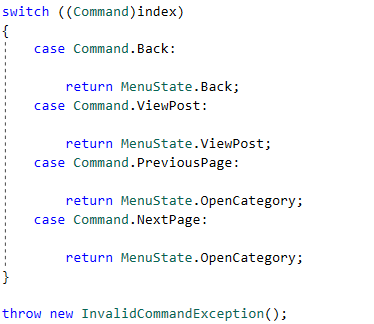 switch ((Command)index)
{
case Command.Back:
return MenuState.Back;
case Command.ViewPost:
return MenuState.ViewPost;
case Command.PreviousPage:
return MenuState.OpenCategory;
case Command.NextPage:
return MenuState.OpenCategory;
}
throw new InvalidCommandException();